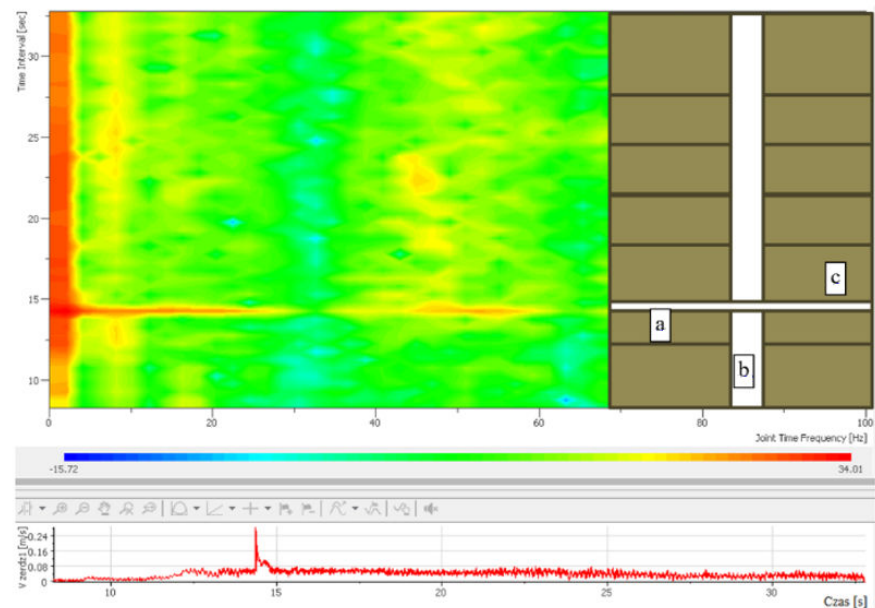 Time Interval [sec]
30
25
20
15
10
0 20 40 60 80 100
Joint Time Frequency [Hz]
-15.72 34.01
a
b
c
V zerdz1 [m/s]
0.24
0.16
0.08
0
10 15 20 25 30
Czas [s]